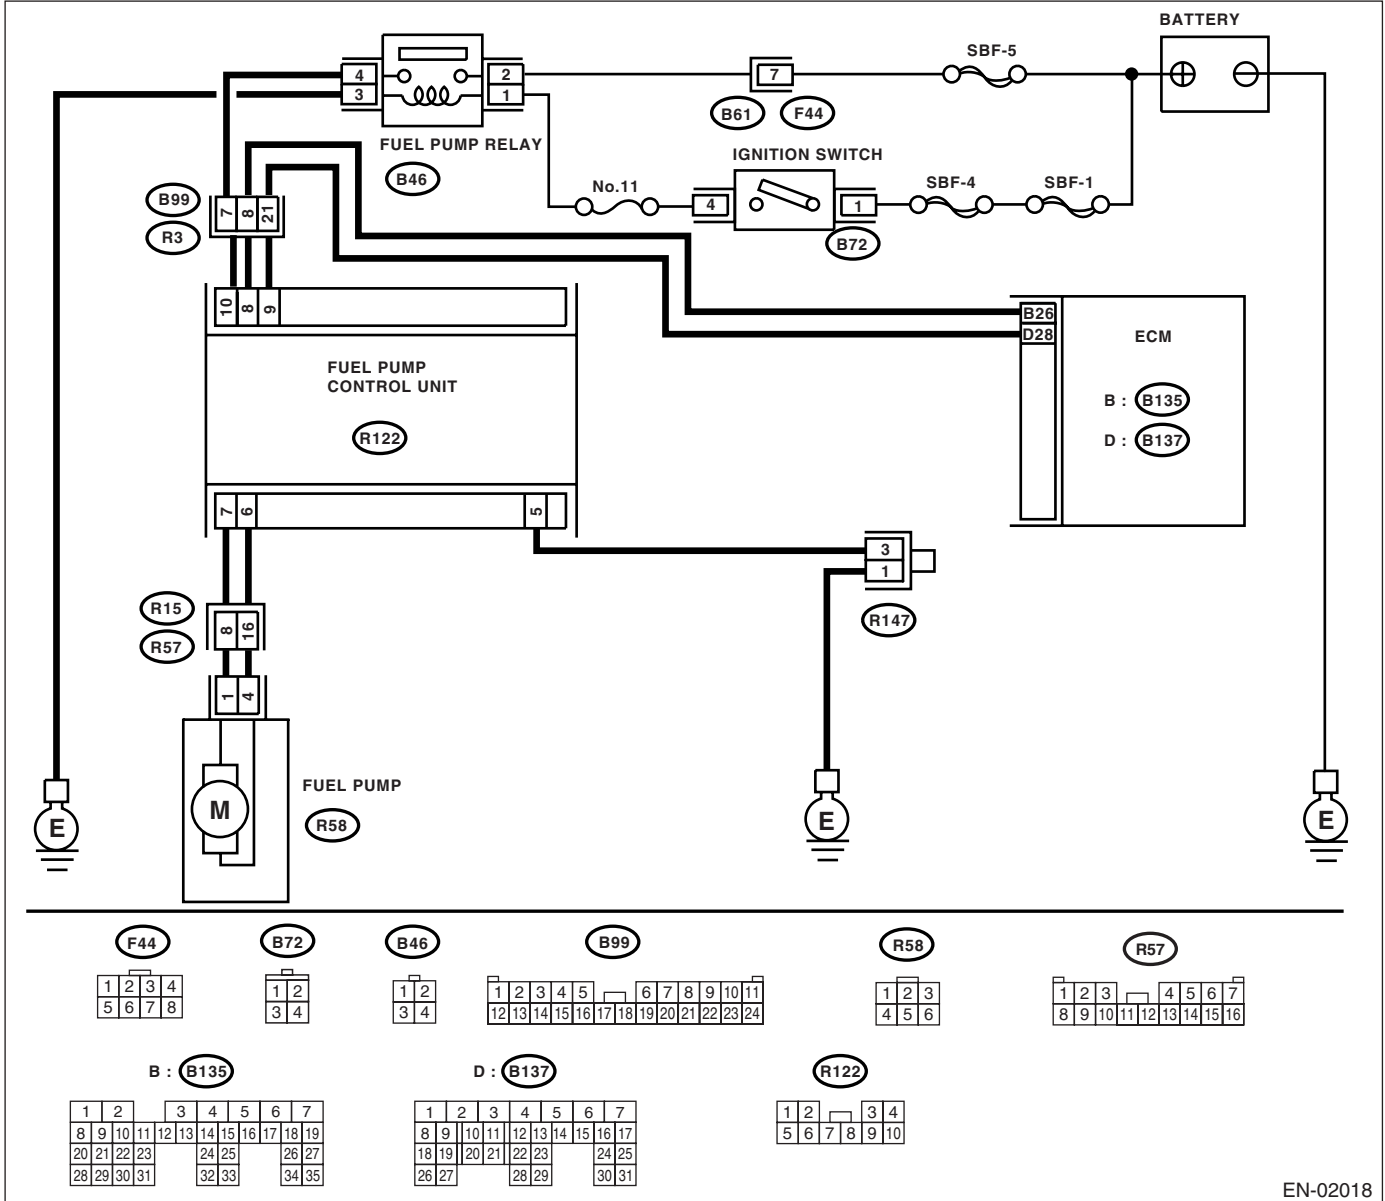 BATTERY
SBF-5
4
3
2
1
7
B61
F44
FUEL PUMP RELAY
IGNITION SWITCH
B46
No.11
4
1
SBF-4
SBF-1
B99
R3
7
8
21
B72
10
8
9
B26
D28
ECM
FUEL PUMP
CONTROL UNIT
B : B135
R122
D : B137
7
6
5
3
1
R15
R57
8
16
R147
1
4
FUEL PUMP
M
R58
E
E
E
F44
B72
B46
B99
R58
R57
1 2 3 4
5 6 7 8
1 2
3 4
1 2
3 4
1 2 3 4 5 6 7 8 9 10 11
12 13 14 15 16 17 18 19 20 21 22 23 24
1 2 3
4 5 6
1 2 3 4 5 6 7
8 9 10 11 12 13 14 15 16
B : B135
D : B137
R122
1 2 3 4 5 6 7
8 9 10 11 12 13 14 15 16 17 18 19
20 21 22 23 24 25 26 27
28 29 30 31 32 33 34 35
1 2 3 4 5 6 7
8 9 10 11 12 13 14 15 16 17
18 19 20 21 22 23 24 25
26 27 28 29 30 31
1 2 3 4
5 6 7 8 9 10
EN-02018